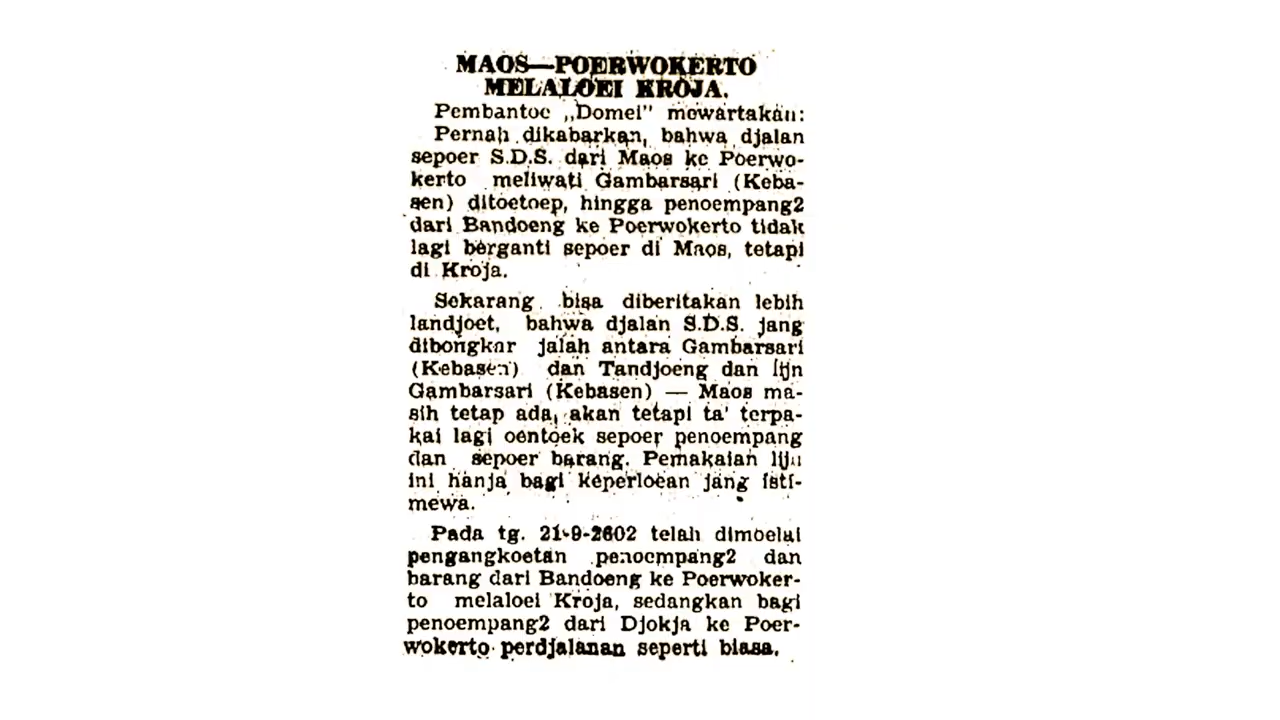 MAOS—POERWOKERTO
MELALOEI KROJA.
Pembantoe „Domei" mewartakan:
Pernah dikabarkan, bahwa djalan
sepoer S.D.S. dari Maos ke Poerwo-
kerto meliwati Gambarsari (Keba-
sen) ditoetoep, hingga penoempang2
dari Bandoeng ke Poerwokerto tidak
lagi berganti sepoer di Maos, tetapi
di Kroja.
Sekarang bisa diberitakan lebih
landjoet, bahwa djalan S.D.S. jang
dibongkar jalah antara Gambarsari
(Kebasen) dan Tandjoeng dan lijn
Gambarsari (Kebasen) — Maos ma-
sih tetap ada, akan tetapi ta' terpa-
kai lagi oentoek sepoer penoempang
dan sepoer barang. Pemakaian lijn
ini hanja bagi keperloean jang isti-
mewa.
Pada tg. 21-9-2602 telah dimoelai
pengangkoetan penoempang2 dan
barang dari Bandoeng ke Poerwoker-
to melaloei Kroja, sedangkan bagi
penoempang2 dari Djokja ke Poer-
wokerto perdjalanan seperti biasa.